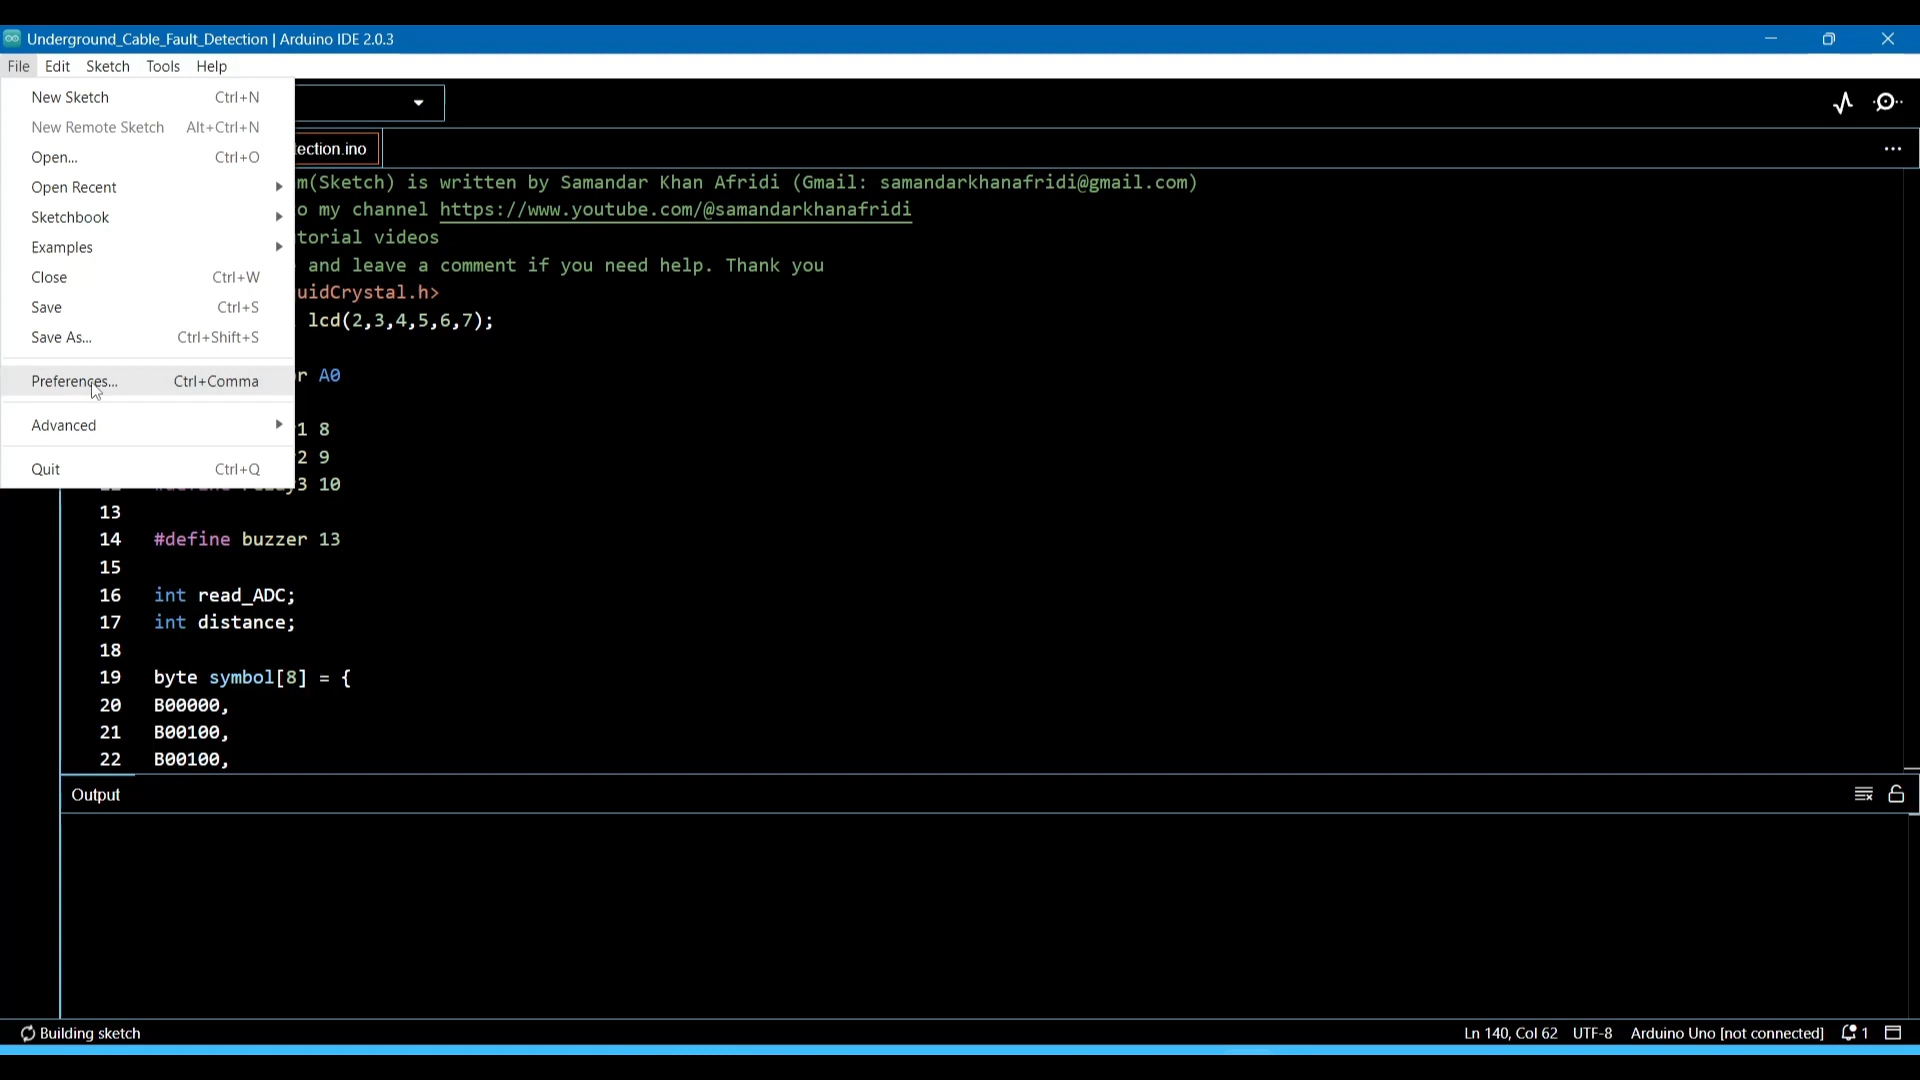 Underground_Cable_Fault_Detection | Arduino IDE 2.0.3
File Edit Sketch Tools Help
New Sketch Ctrl+N
New Remote Sketch Alt+Ctrl+N
Open... Ctrl+O
Open Recent
Sketchbook
Examples
Close Ctrl+W
Save Ctrl+S
Save As... Ctrl+Shift+S
Preferences... Ctrl+Comma
Advanced
Quit Ctrl+Q
ection.ino
m(Sketch) is written by Samandar Khan Afridi (Gmail: samandarkhanafridi@gmail.com)
o my channel https://www.youtube.com/@samandarkhanafridi
torial videos
and leave a comment if you need help. Thank you
uidCrystal.h>
lcd(2,3,4,5,6,7);
r A0
1 8
2 9
3 10
13
14 #define buzzer 13
15
16 int read_ADC;
17 int distance;
18
19 byte symbol[8] = {
20 B00000,
21 B00100,
22 B00100,
Output
Building sketch
Ln 140, Col 62 UTF-8 Arduino Uno [not connected] 1